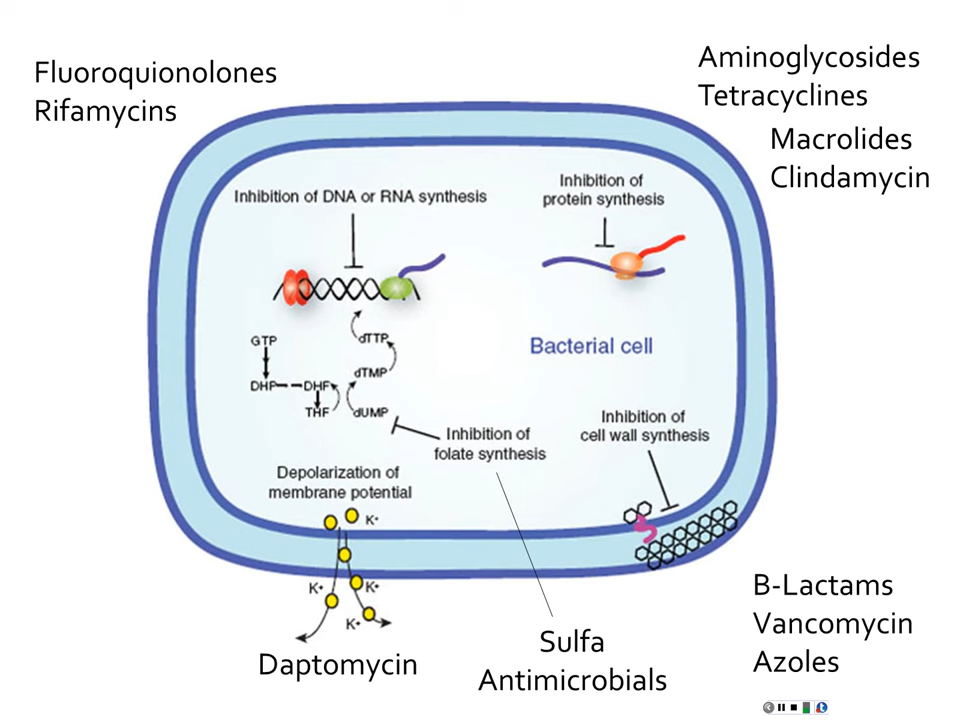 Fluoroquionolones
Rifamycins
Aminoglycosides
Tetracyclines
Macrolides
Clindamycin
Inhibition of DNA or RNA synthesis
Inhibition of
protein synthesis
dTTP
GTP
Bacterial cell
dTMP
DHF
DHF
THF
dUMP
Inhibition of
folate synthesis
Inhibition of
cell wall synthesis
Depolarization of
membrane potential
K+
K+
K+
K+
Daptomycin
Sulfa
Antimicrobials
B-Lactams
Vancomycin
Azoles